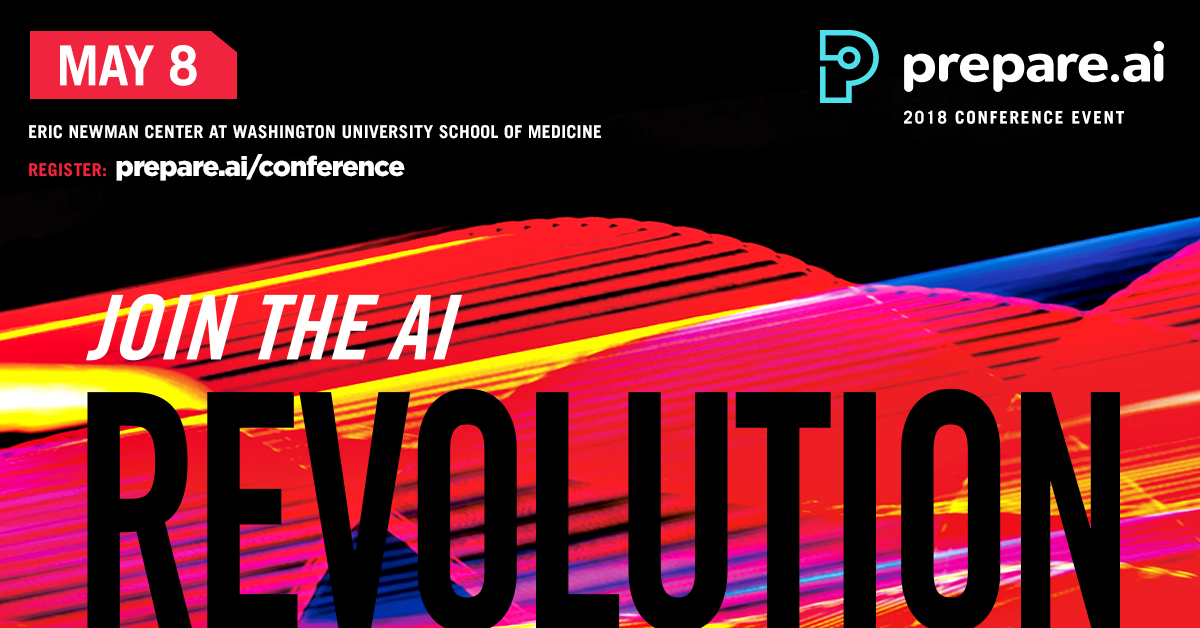 MAY 8
ERIC NEWMAN CENTER AT WASHINGTON UNIVERSITY SCHOOL OF MEDICINE
REGISTER: prepare.ai/conference
prepare.ai
2018 CONFERENCE EVENT
JOIN THE AI
REVOLUTION